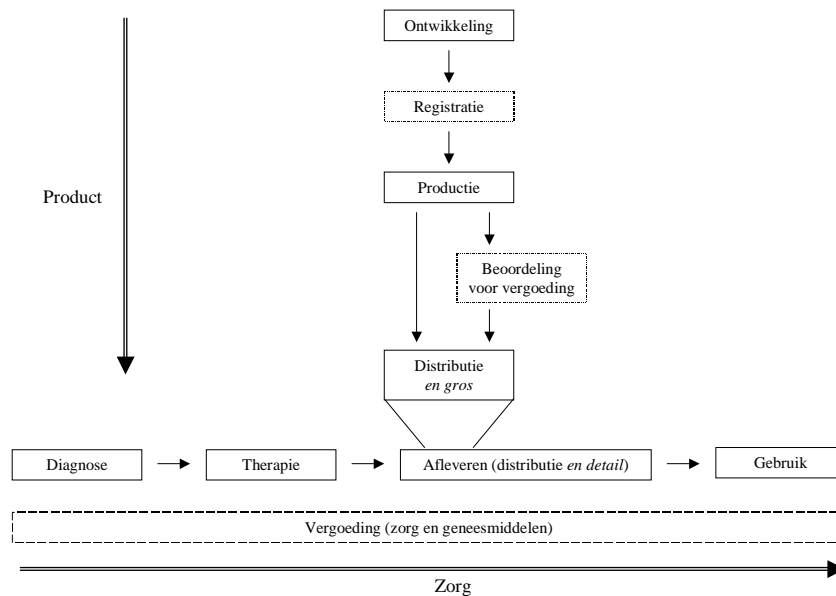 Ontwikkeling
Registratie
Product
Productie
Beoordeling
voor vergoeding
Distributie
en gros
Diagnose
Therapie
Afleveren (distributie en detail)
Gebruik
Vergoeding (zorg en geneesmiddelen)
Zorg